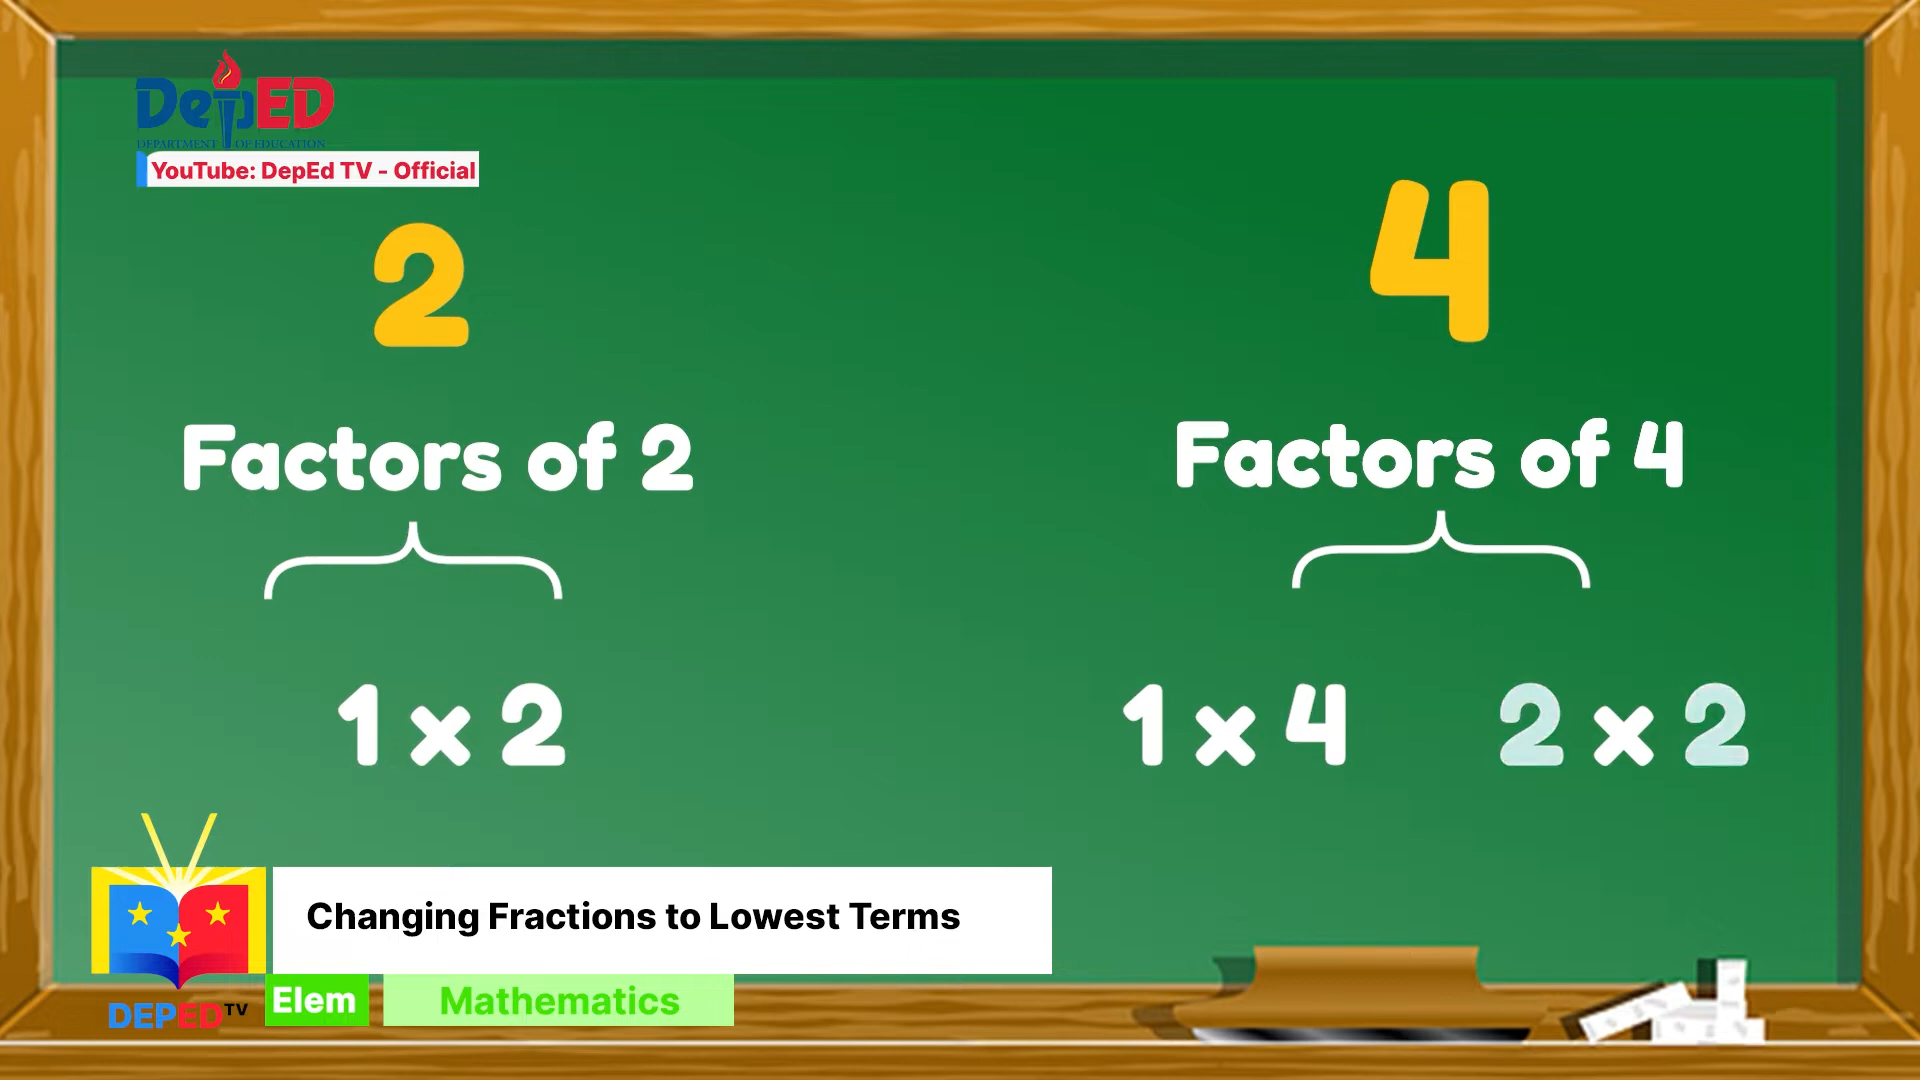 DepED
DEPARTMENT OF EDUCATION
YouTube: DepEd TV - Official
2
4
Factors of 2
Factors of 4
1 x 2
1 x 4
2 x 2
Changing Fractions to Lowest Terms
DEPED TV
Elem
Mathematics